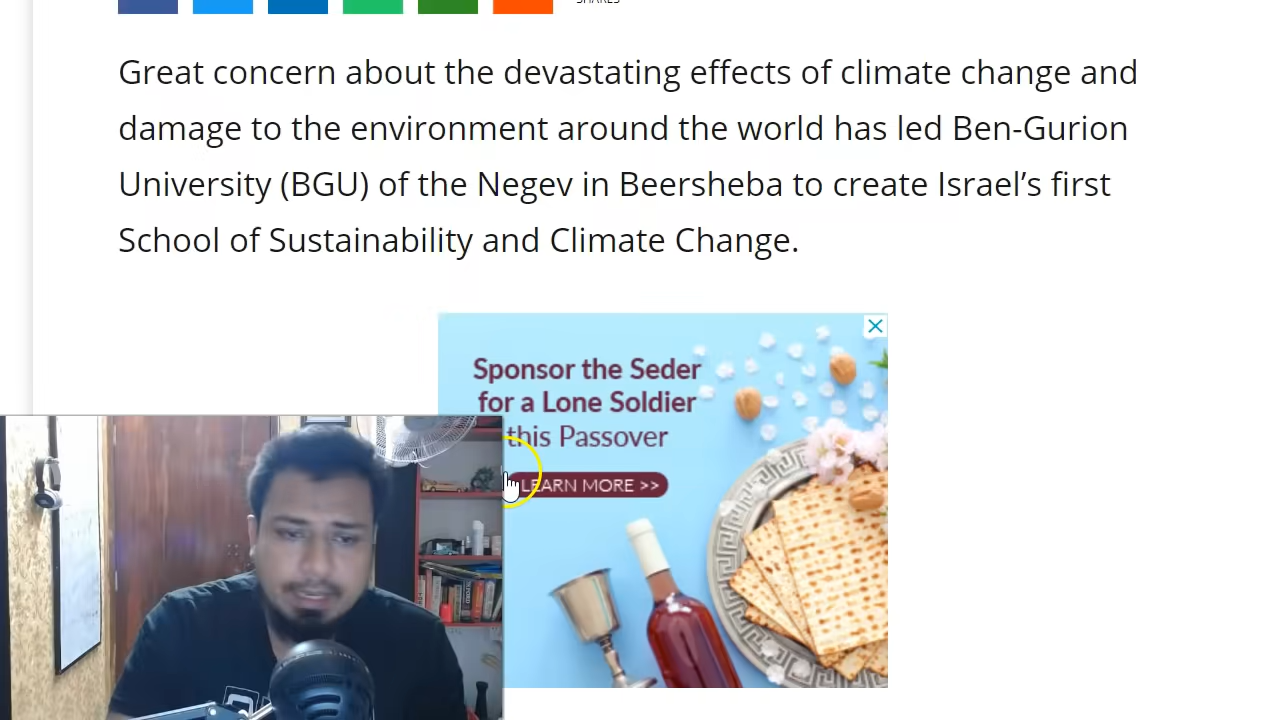 SHARES
Great concern about the devastating effects of climate change and
damage to the environment around the world has led Ben-Gurion
University (BGU) of the Negev in Beersheba to create Israel’s first
School of Sustainability and Climate Change.
Sponsor the Seder
for a Lone Soldier
this Passover
LEARN MORE >>